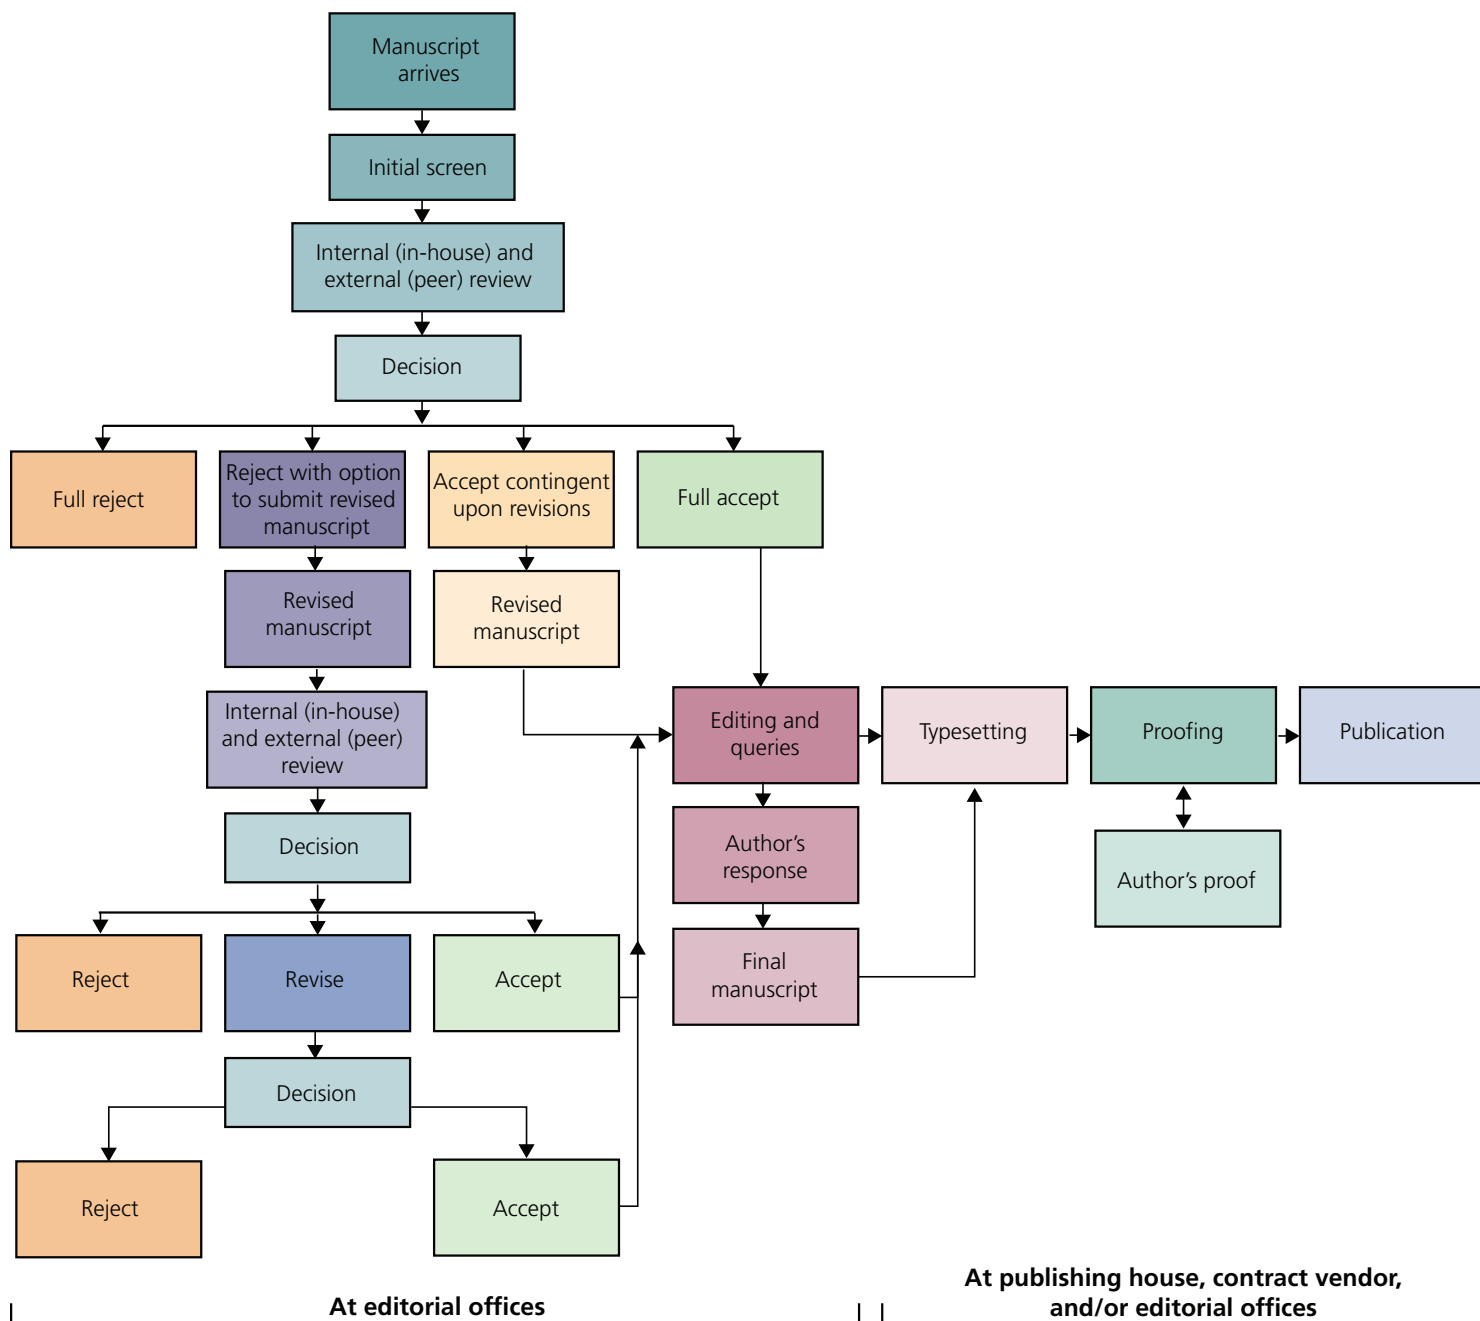 Manuscript
arrives
Initial screen
Internal (in-house) and
external (peer) review
Decision
Full reject
Reject with option
to submit revised
manuscript
Accept contingent
upon revisions
Full accept
Revised
manuscript
Revised
manuscript
Internal (in-house)
and external (peer)
review
Editing and
queries
Typesetting
Proofing
Publication
Decision
Author’s
response
Author’s proof
Reject
Revise
Accept
Final
manuscript
Decision
Reject
Accept
At editorial offices
At publishing house, contract vendor,
and/or editorial offices